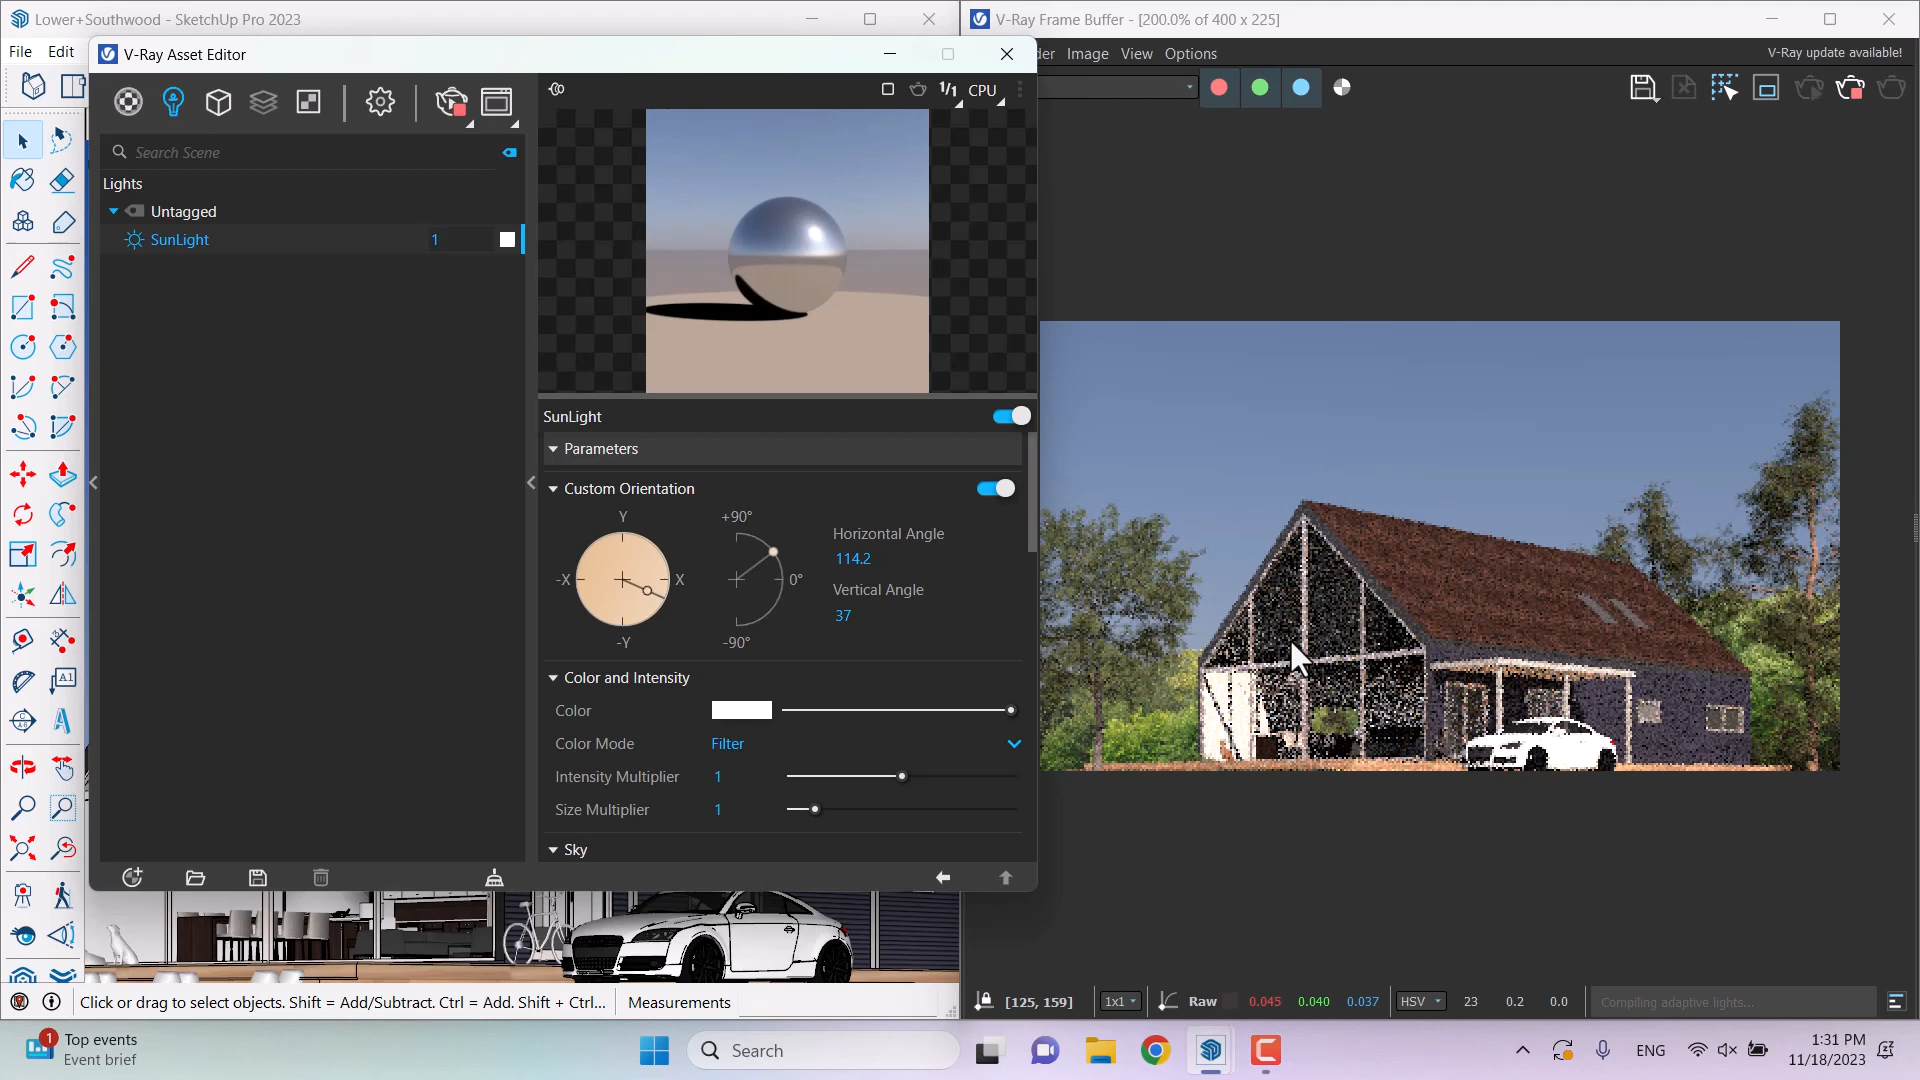 Lower+Southwood - SketchUp Pro 2023
V-Ray Frame Buffer - [200.0% of 400 x 225]
File Edit
V-Ray Asset Editor
der Image View Options
V-Ray update available!
1/1 CPU
Search Scene
Lights
Untagged
SunLight 1
SunLight
Parameters
Custom Orientation
Y
+90°
Horizontal Angle
114.2
-X X 0°
Vertical Angle
37
-Y
-90°
Color and Intensity
Color
Color Mode Filter
Intensity Multiplier 1
Size Multiplier 1
Sky
A1
Click or drag to select objects. Shift = Add/Subtract. Ctrl = Add. Shift + Ctrl...
Measurements
[125, 159] 1x1 Raw 0.045 0.040 0.037 HSV 23 0.2 0.0 Compiling adaptive lights...
1
Top events
Event brief
Search
ENG
1:31 PM
11/18/2023